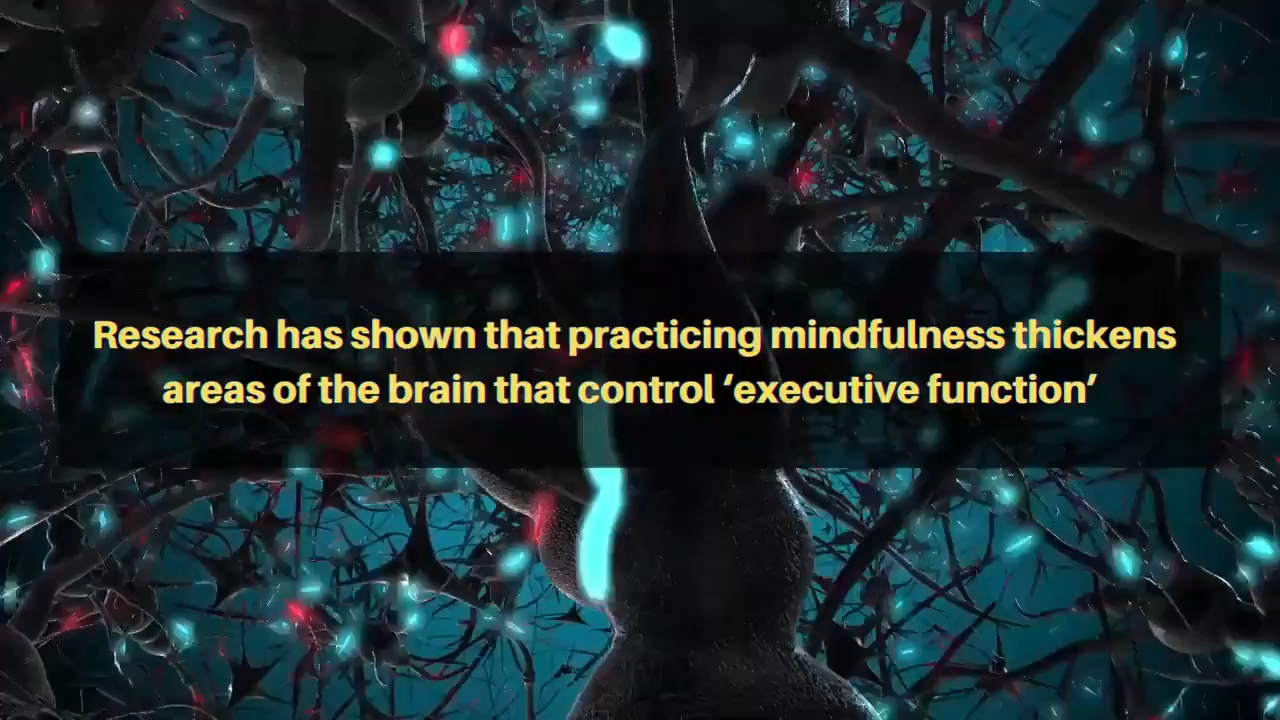 Research has shown that practicing mindfulness thickens
areas of the brain that control ‘executive function’